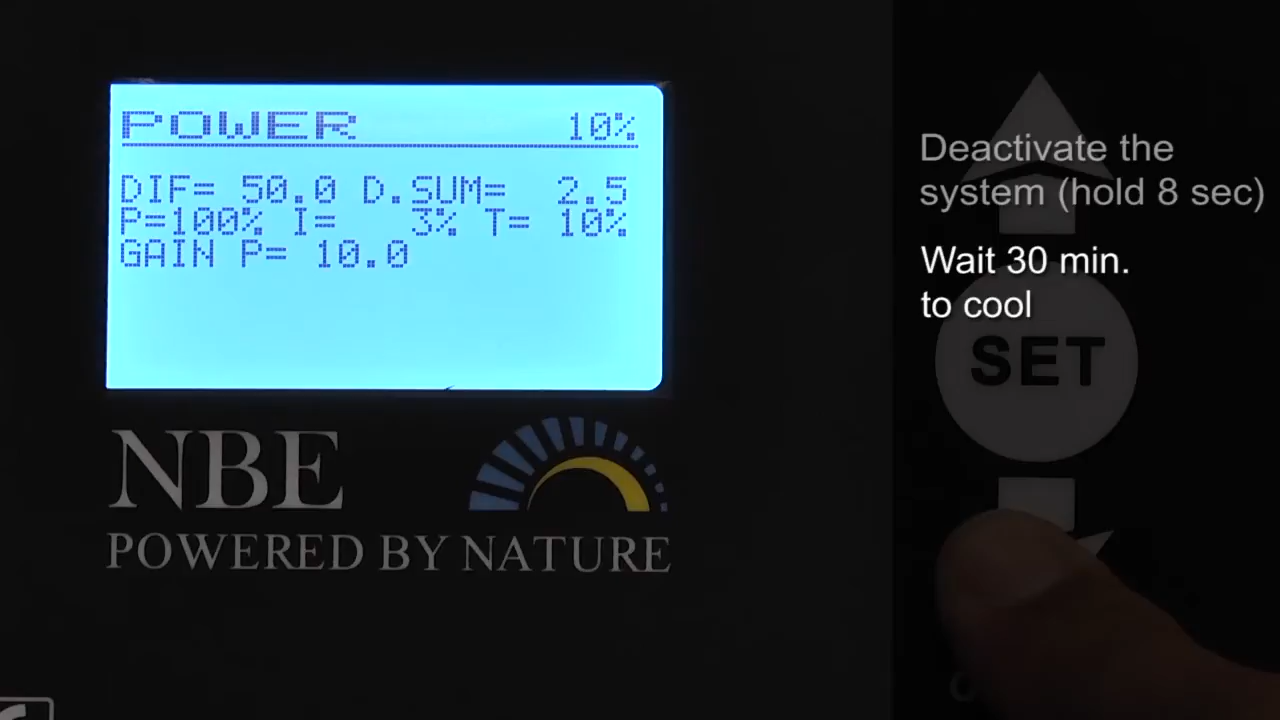 POWER 10%
DIF= 50.0 D.SUM= 2.5
P=100% I= 3% T= 10%
GAIN P= 10.0
NBE
POWERED BY NATURE
Deactivate the
system (hold 8 sec)
Wait 30 min.
to cool
SET